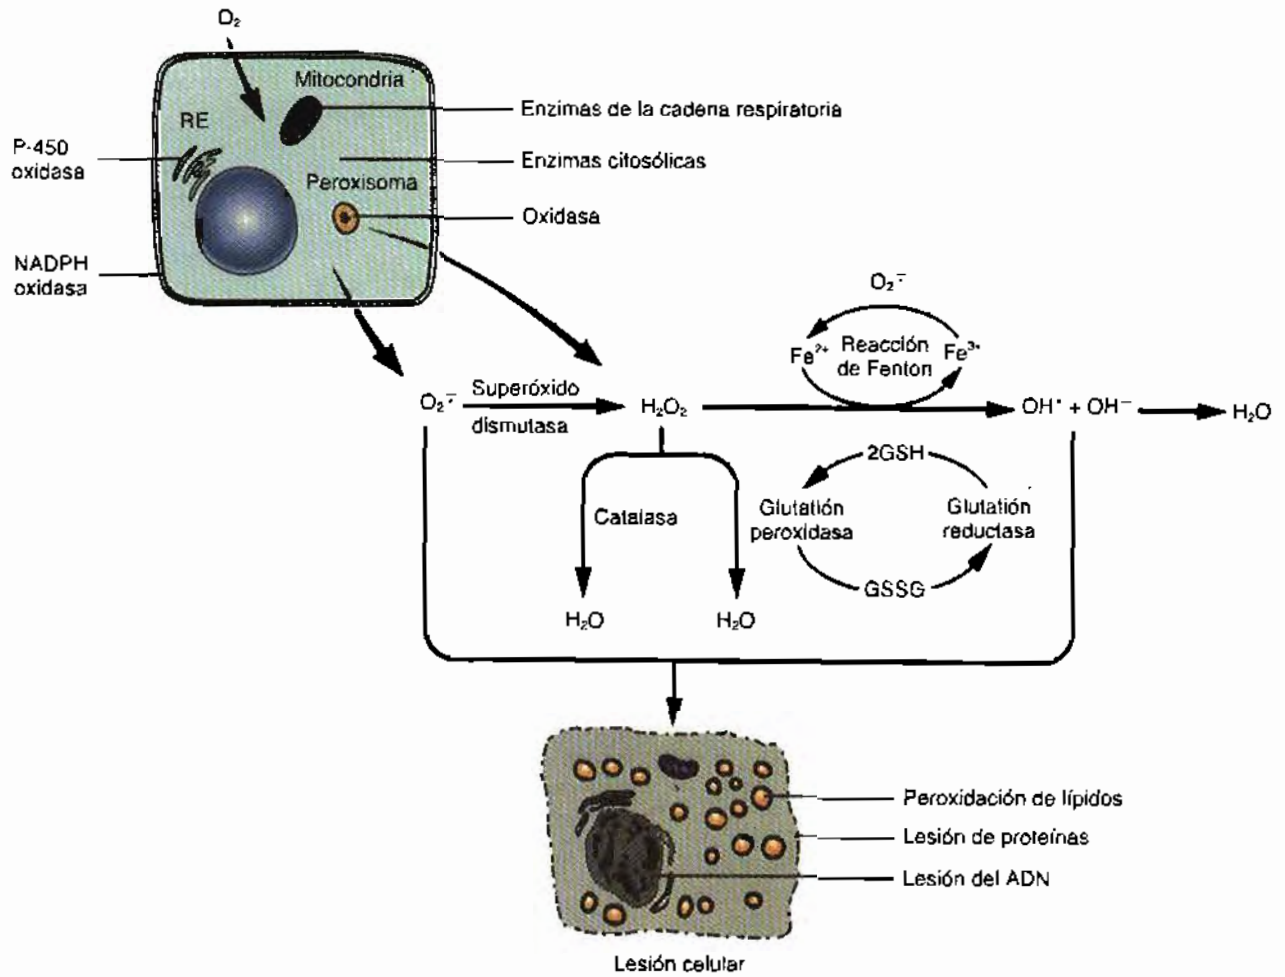 O₂
Mitocondria
RE
Enzimas de la cadena respiratoria
P-450
oxidasa
Enzimas citosólicas
Peroxisoma
Oxidasa
NADPH
oxidasa
O₂⁻·
Fe²⁺
Reacción
de Fenton
Fe³⁺
O₂⁻·
Superóxido
dismutasa
H₂O₂
OH· + OH⁻
H₂O
2GSH
Catalasa
Glutatión
peroxidasa
Glutatión
reductasa
GSSG
H₂O
H₂O
Peroxidación de lípidos
Lesión de proteínas
Lesión del ADN
Lesión celular